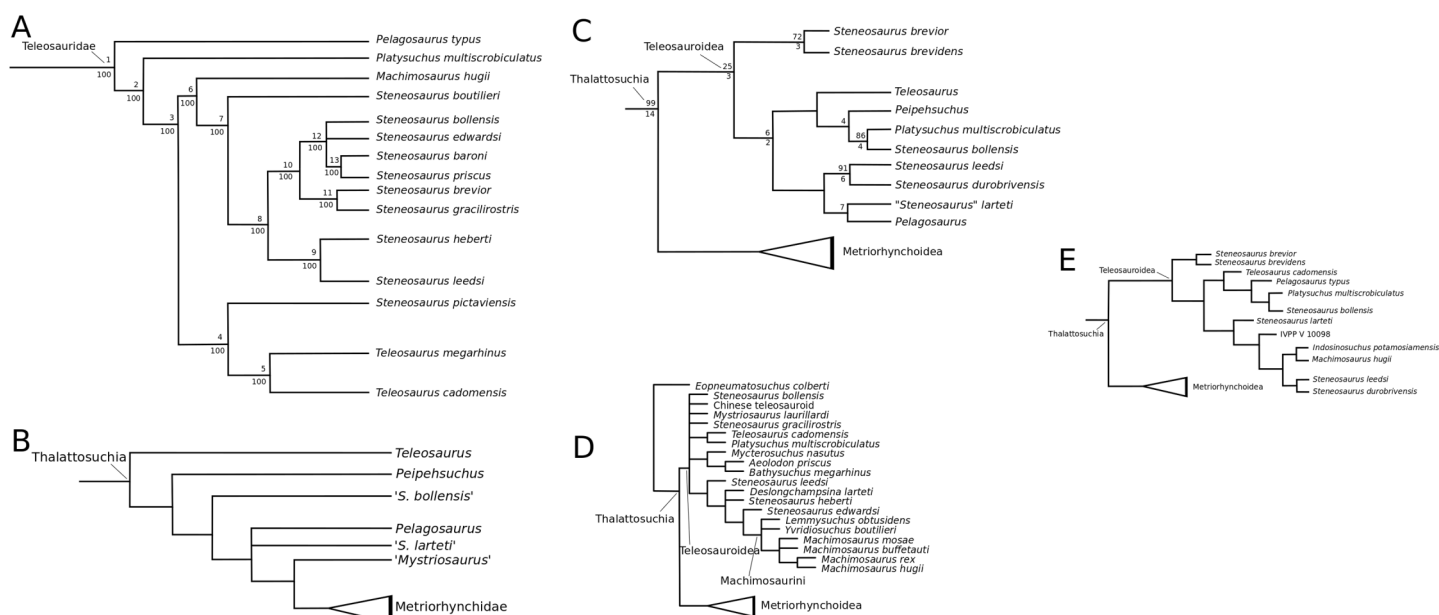 A
Teleosauridae
1
100
Pelagosaurus typus
2
100
Platysuchus multiscrobiculatus
3
100
6
100
Machimosaurus hugii
7
100
Steneosaurus boutilieri
Steneosaurus bollensis
12
100
Steneosaurus edwardsi
13
100
Steneosaurus baroni
10
100
Steneosaurus priscus
11
100
Steneosaurus brevior
Steneosaurus gracilirostris
8
100
Steneosaurus heberti
9
100
Steneosaurus leedsi
Steneosaurus pictaviensis
4
100
Teleosaurus megarhinus
5
100
Teleosaurus cadomensis
B
Thalattosuchia
Teleosaurus
Peipehsuchus
'S. bollensis'
Pelagosaurus
'S. larteti'
'Mystriosaurus'
Metriorhynchidae
C
Thalattosuchia
99
14
Teleosauroidea
25
3
72
3
Steneosaurus brevior
Steneosaurus brevidens
6
2
Teleosaurus
4
Peipehsuchus
86
4
Platysuchus multiscrobiculatus
Steneosaurus bollensis
91
6
Steneosaurus leedsi
Steneosaurus durobrivensis
7
"Steneosaurus" larteti
Pelagosaurus
Metriorhynchoidea
D
Eopneumatosuchus colberti
Steneosaurus bollensis
Chinese teleosauroid
Mystriosaurus laurillardi
Steneosaurus gracilirostris
Teleosaurus cadomensis
Platysuchus multiscrobiculatus
Mycterosuchus nasutus
Aeolodon priscus
Bathysuchus megarhinus
Steneosaurus leedsi
Deslongchampsina larteti
Steneosaurus heberti
Steneosaurus edwardsi
Lemmysuchus obtusidens
Yvridiosuchus boutilieri
Machimosaurus mosae
Machimosaurus buffetauti
Machimosaurus rex
Machimosaurus hugii
Thalattosuchia
Teleosauroidea
Machimosaurini
Metriorhynchoidea
E
Thalattosuchia
Teleosauroidea
Steneosaurus brevior
Steneosaurus brevidens
Teleosaurus cadomensis
Pelagosaurus typus
Platysuchus multiscrobiculatus
Steneosaurus bollensis
Steneosaurus larteti
IVPP V 10098
Indosinosuchus potamosiamensis
Machimosaurus hugii
Steneosaurus leedsi
Steneosaurus durobrivensis
Metriorhynchoidea